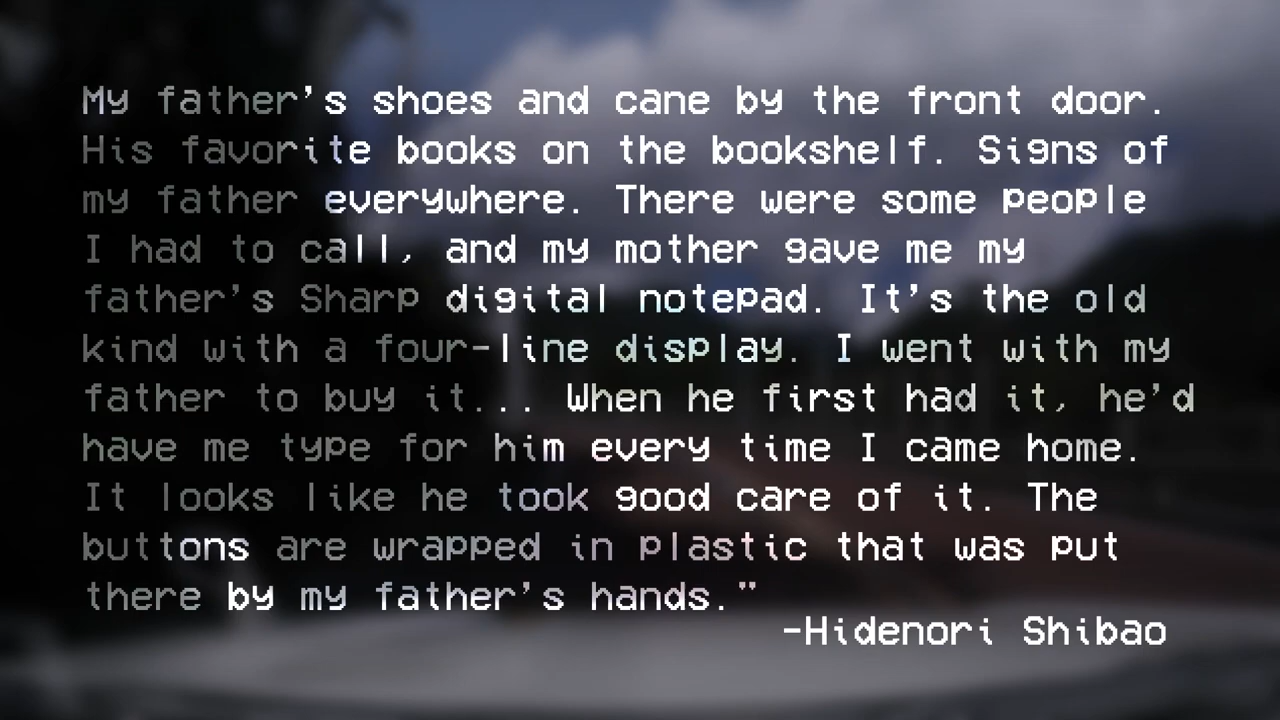 My father's shoes and cane by the front door.
His favorite books on the bookshelf. Signs of
my father everywhere. There were some people
I had to call, and my mother gave me my
father's Sharp digital notepad. It's the old
kind with a four-line display. I went with my
father to buy it... When he first had it, he'd
have me type for him every time I came home.
It looks like he took good care of it. The
buttons are wrapped in plastic that was put
there by my father's hands."
-Hidenori Shibao